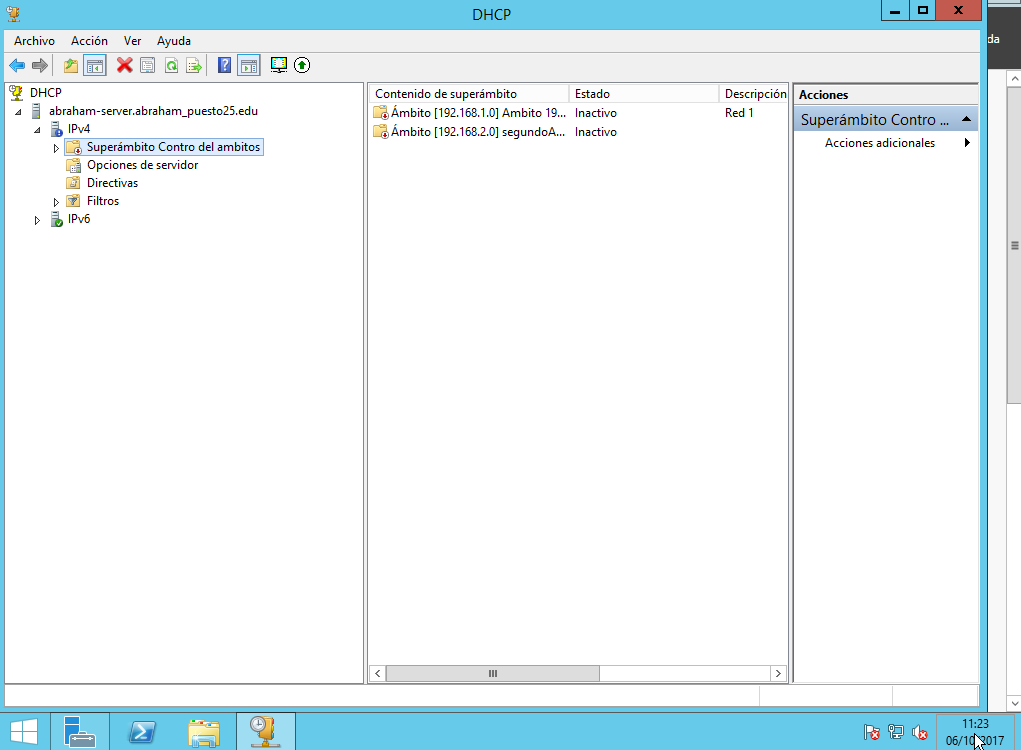 DHCP
da
Archivo Acción Ver Ayuda
DHCP
abraham-server.abraham_puesto25.edu
IPv4
Superámbito Contro del ambitos
Opciones de servidor
Directivas
Filtros
IPv6
Contenido de superámbito Estado Descripción
Ámbito [192.168.1.0] Ambito 19... Inactivo Red 1
Ámbito [192.168.2.0] segundoA... Inactivo
Acciones
Superámbito Contro ...
Acciones adicionales
11:23
06/10/2017